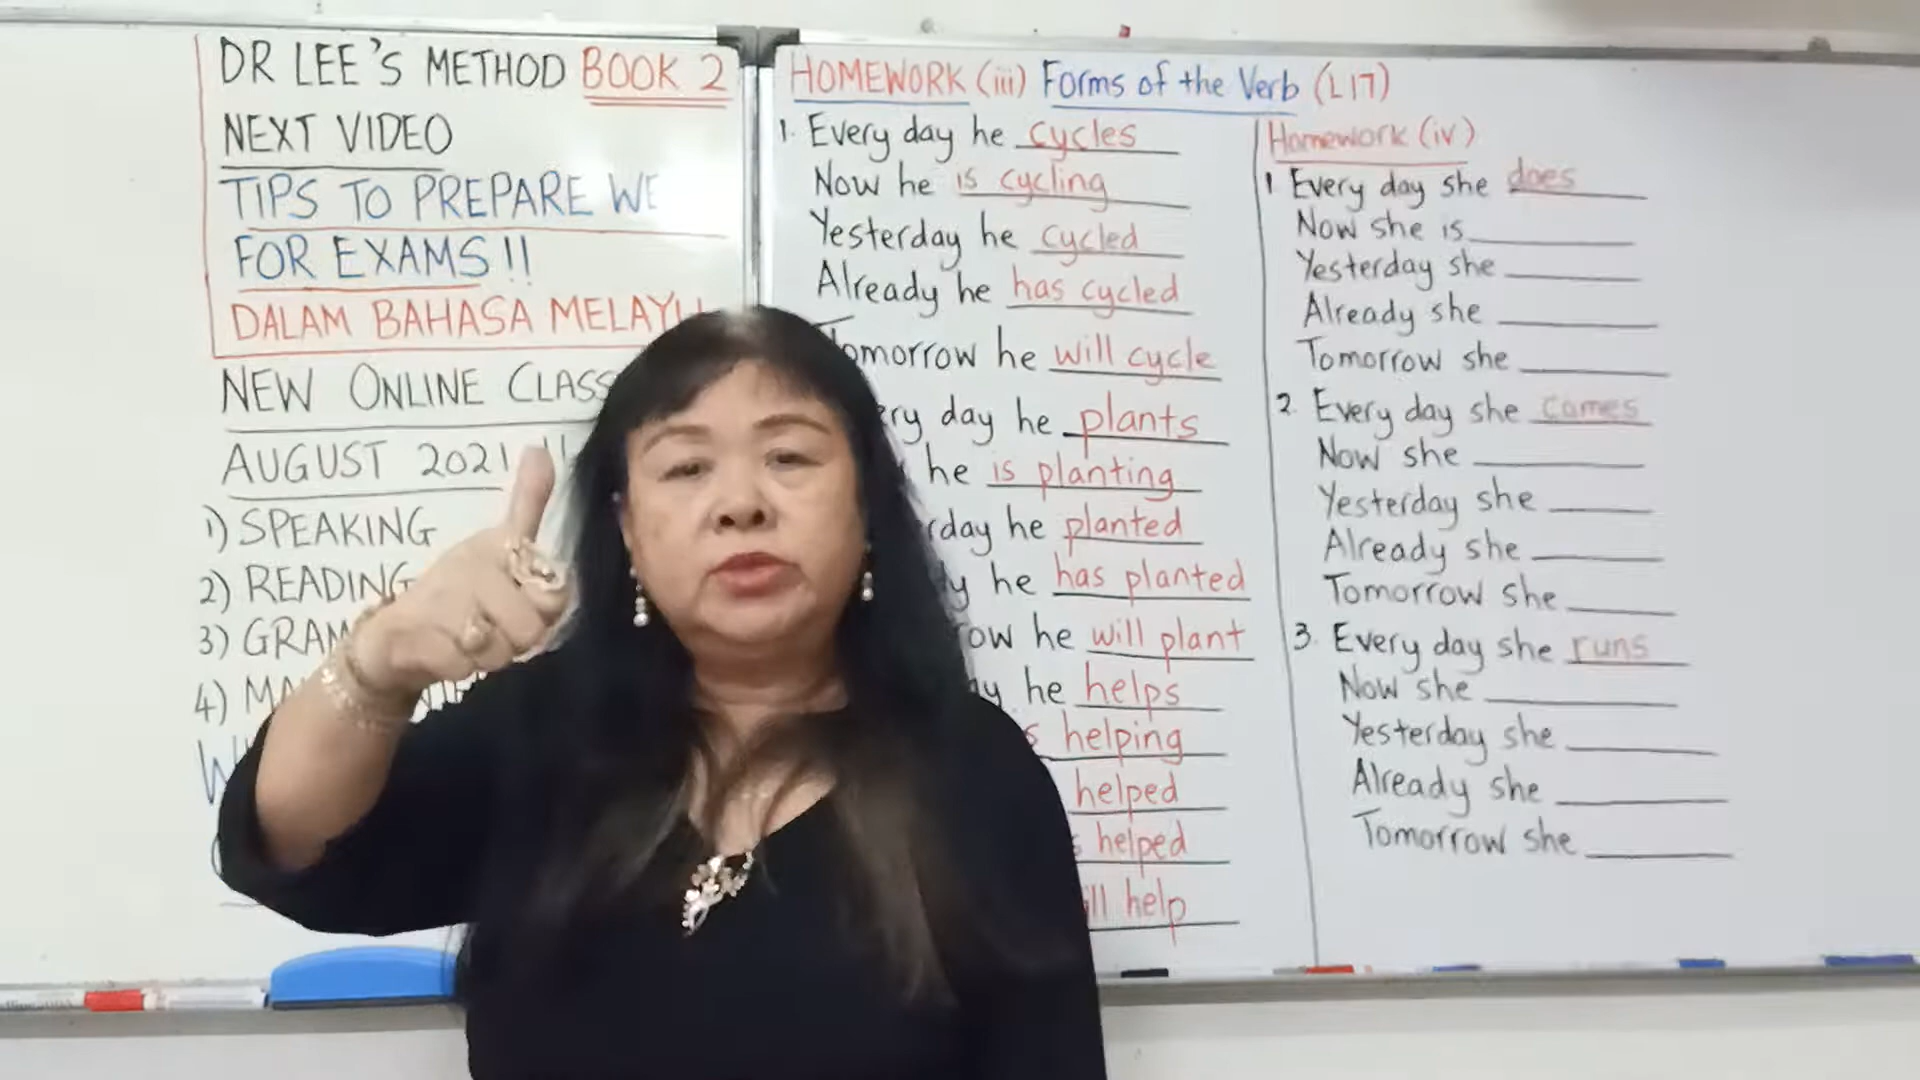 DR LEE'S METHOD BOOK 2
NEXT VIDEO
TIPS TO PREPARE WE
FOR EXAMS!!
DALAM BAHASA MELAYU
NEW ONLINE CLASS
AUGUST 2021
1) SPEAKING
2) READING
3) GRAM
4) MA
HOMEWORK (iii) Forms of the Verb (L17)
1. Every day he cycles
Now he is cycling
Yesterday he cycled
Already he has cycled
Tomorrow he will cycle
ry day he plants
he is planting
rday he planted
y he has planted
ow he will plant
ay he helps
s helping
helped
s helped
ill help
Homework (iv)
1 Every day she does
Now she is
Yesterday she
Already she
Tomorrow she
2. Every day she comes
Now she
Yesterday she
Already she
Tomorrow she
3. Every day she runs
Now she
Yesterday she
Already she
Tomorrow she